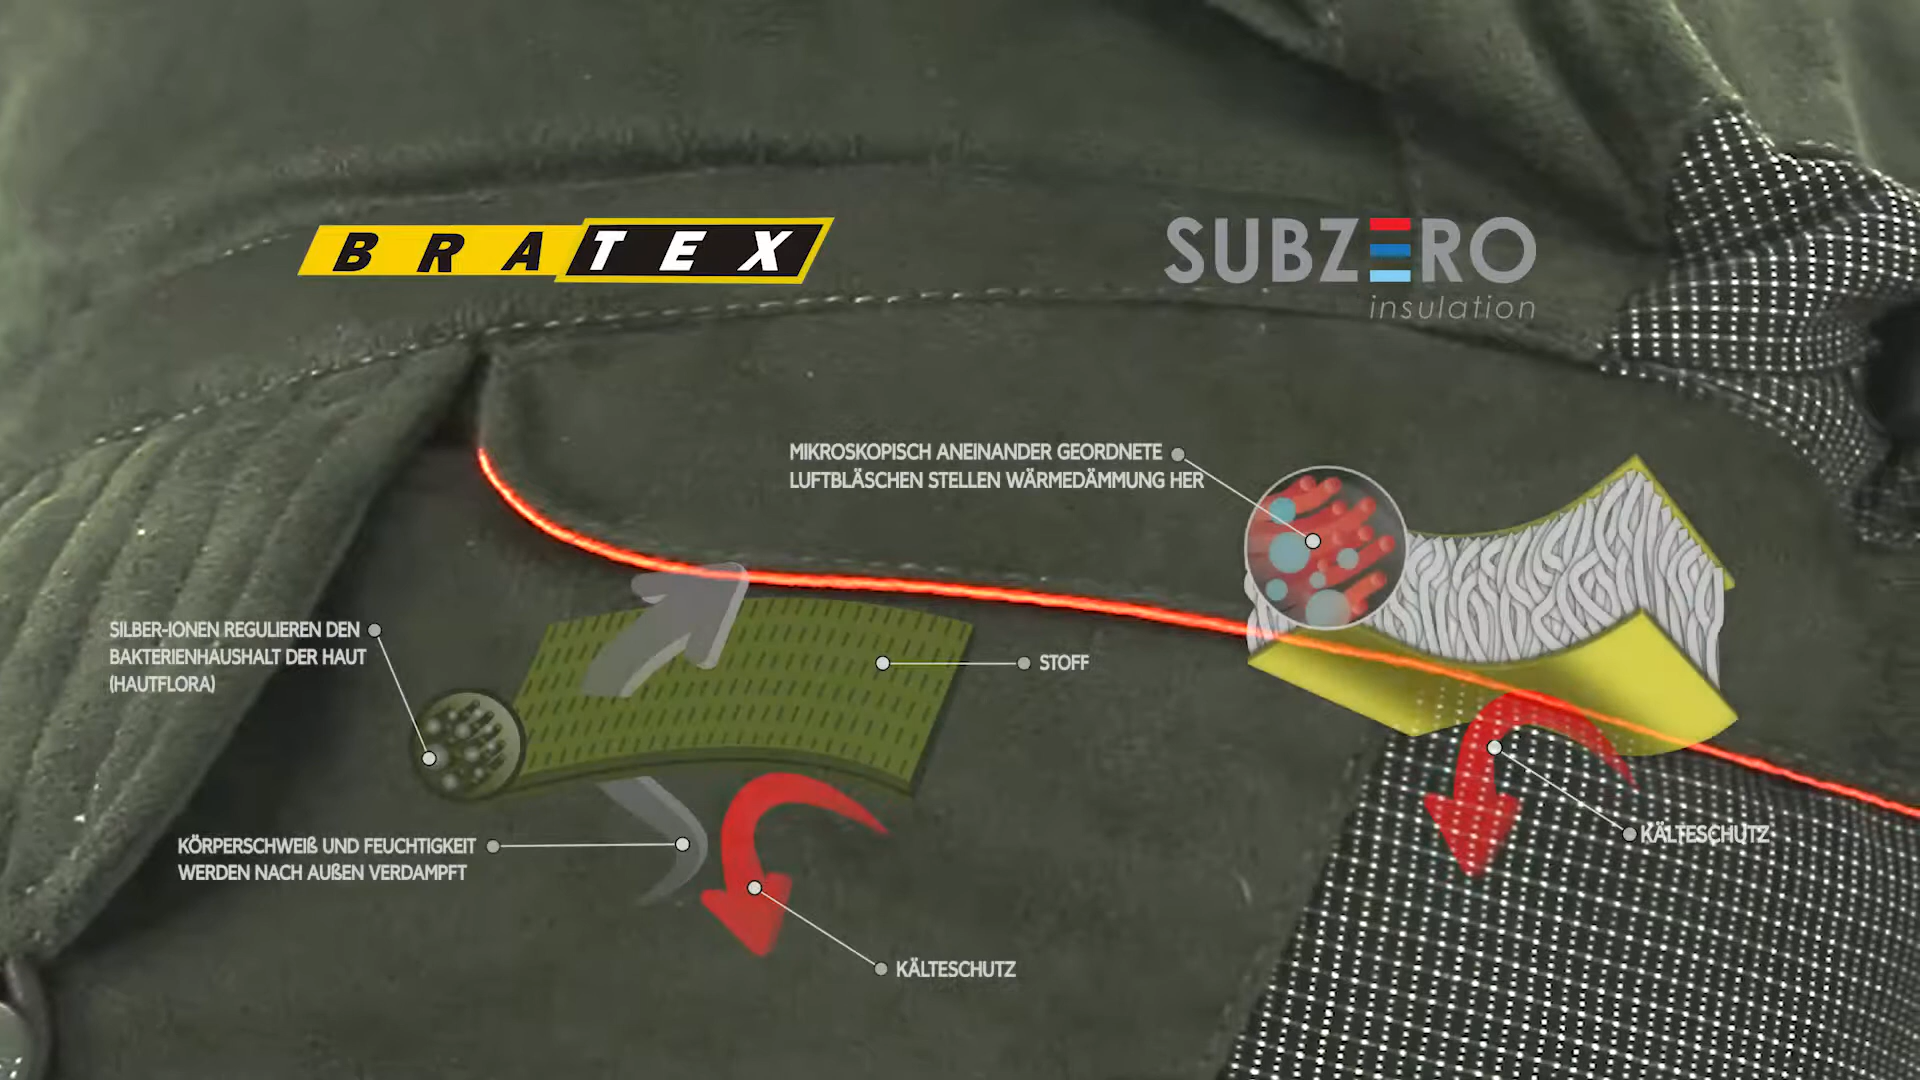 BRATEX
SUBZERO
insulation
MIKROSKOPISCH ANEINANDER GEORDNETE
LUFTBLÄSCHEN STELLEN WÄRMEDÄMMUNG HER
SILBER-IONEN REGULIEREN DEN
BAKTERIENHAUSHALT DER HAUT
(HAUTFLORA)
STOFF
KÖRPERSCHWEIß UND FEUCHTIGKEIT
WERDEN NACH AUßEN VERDAMPFT
KÄLTESCHUTZ
KÄLTESCHUTZ